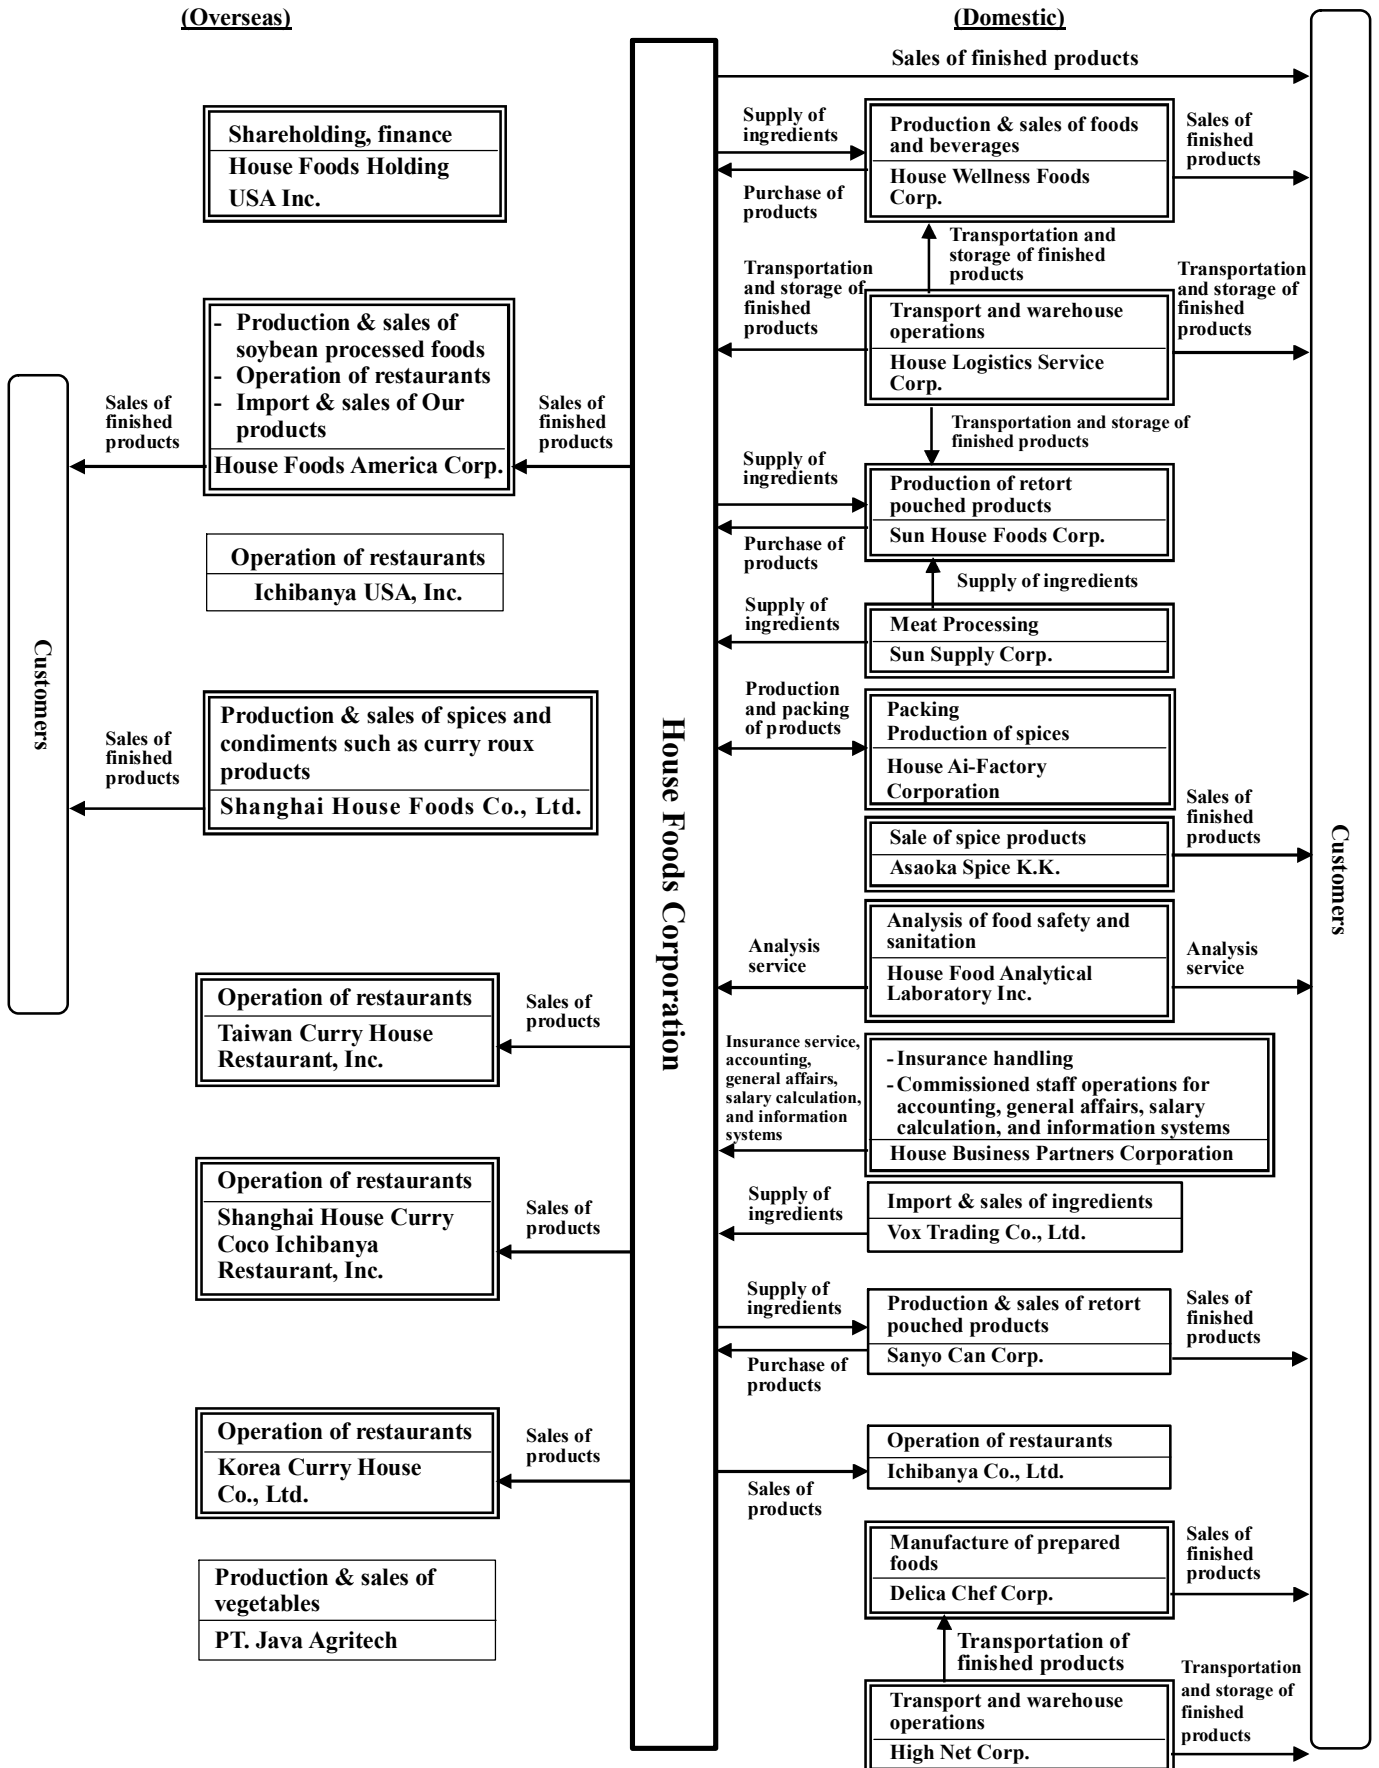 (Overseas)
(Domestic)
Shareholding, finance
House Foods Holding
USA Inc.
- Production & sales of
soybean processed foods
- Operation of restaurants
- Import & sales of Our
products
House Foods America Corp.
Sales of
finished
products
Sales of
finished
products
Operation of restaurants
Ichibanya USA, Inc.
Customers
Production & sales of spices and
condiments such as curry roux
products
Shanghai House Foods Co., Ltd.
Sales of
finished
products
Operation of restaurants
Taiwan Curry House
Restaurant, Inc.
Sales of
products
Operation of restaurants
Shanghai House Curry
Coco Ichibanya
Restaurant, Inc.
Sales of
products
Operation of restaurants
Korea Curry House
Co., Ltd.
Sales of
products
Production & sales of
vegetables
PT. Java Agritech
House Foods Corporation
Sales of finished products
Supply of
ingredients
Purchase of
products
Production & sales of foods
and beverages
House Wellness Foods
Corp.
Sales of
finished
products
Transportation and
storage of finished
products
Transportation
and storage of
finished
products
Transport and warehouse
operations
House Logistics Service
Corp.
Transportation
and storage of
finished
products
Transportation and storage of
finished products
Supply of
ingredients
Purchase of
products
Production of retort
pouched products
Sun House Foods Corp.
Supply of ingredients
Supply of
ingredients
Meat Processing
Sun Supply Corp.
Production
and packing
of products
Packing
Production of spices
House Ai-Factory
Corporation
Sale of spice products
Asaoka Spice K.K.
Sales of
finished
products
Customers
Analysis
service
Analysis of food safety and
sanitation
House Food Analytical
Laboratory Inc.
Analysis
service
Insurance service,
accounting,
general affairs,
salary calculation,
and information
systems
- Insurance handling
- Commissioned staff operations for
accounting, general affairs, salary
calculation, and information systems
House Business Partners Corporation
Supply of
ingredients
Import & sales of ingredients
Vox Trading Co., Ltd.
Supply of
ingredients
Purchase of
products
Production & sales of retort
pouched products
Sanyo Can Corp.
Sales of
finished
products
Operation of restaurants
Ichibanya Co., Ltd.
Sales of
products
Manufacture of prepared
foods
Delica Chef Corp.
Sales of
finished
products
Transportation of
finished products
Transport and warehouse
operations
High Net Corp.
Transportation
and storage of
finished
products